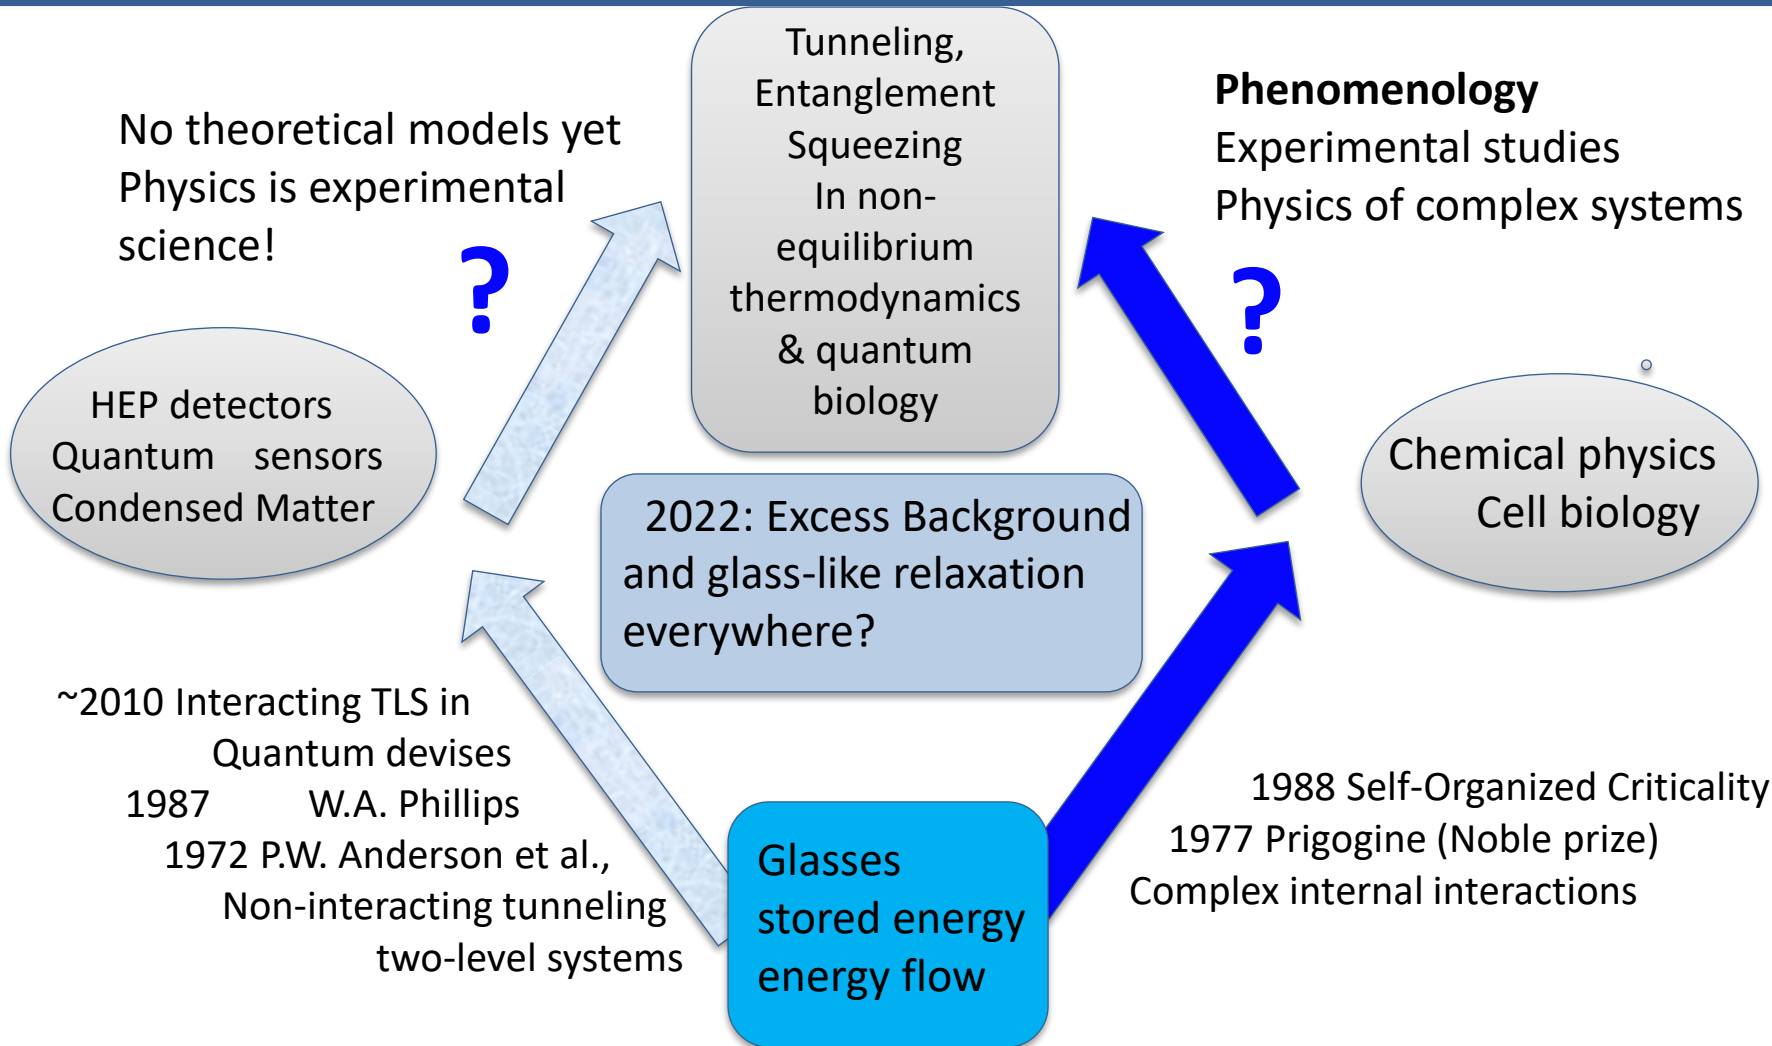 Tunneling,
Entanglement
Squeezing
In non-
equilibrium
thermodynamics
& quantum
biology
No theoretical models yet
Physics is experimental
science!
?
Phenomenology
Experimental studies
Physics of complex systems
?
HEP detectors
Quantum sensors
Condensed Matter
Chemical physics
Cell biology
2022: Excess Background
and glass-like relaxation
everywhere?
~2010 Interacting TLS in
Quantum devises
1987 W.A. Phillips
1972 P.W. Anderson et al.,
Non-interacting tunneling
two-level systems
1988 Self-Organized Criticality
1977 Prigogine (Noble prize)
Complex internal interactions
Glasses
stored energy
energy flow